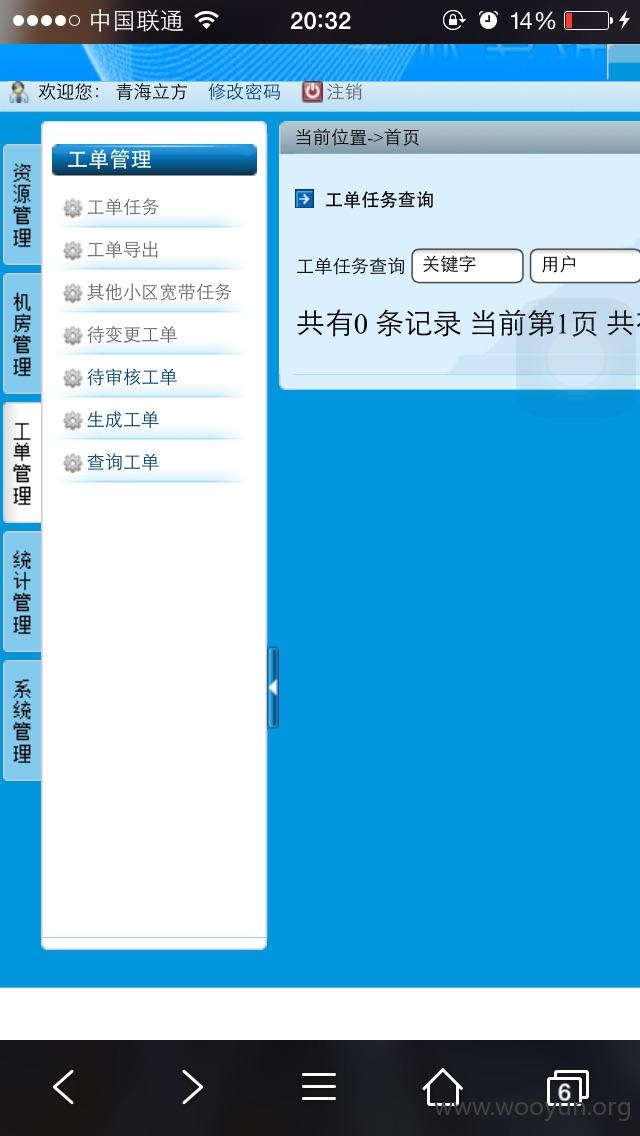 中国联通 20:32 14%
欢迎您： 青海立方 修改密码 注销
资源管理
机房管理
工单管理
统计管理
系统管理
工单管理
工单任务
工单导出
其他小区宽带任务
待变更工单
待审核工单
生成工单
查询工单
当前位置->首页
工单任务查询
工单任务查询 关键字 用户
共有0 条记录 当前第1页 共
6
www.wooyun.org